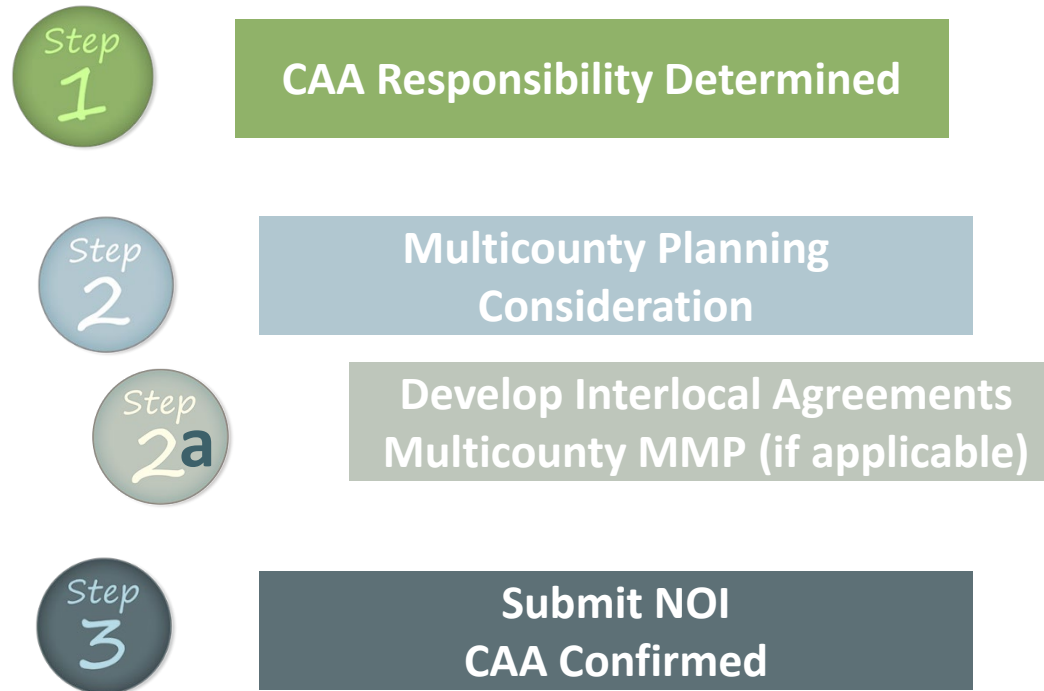 Step
1
CAA Responsibility Determined
Step
2
Multicounty Planning
Consideration
Step
2a
Develop Interlocal Agreements
Multicounty MMP (if applicable)
Step
3
Submit NOI
CAA Confirmed